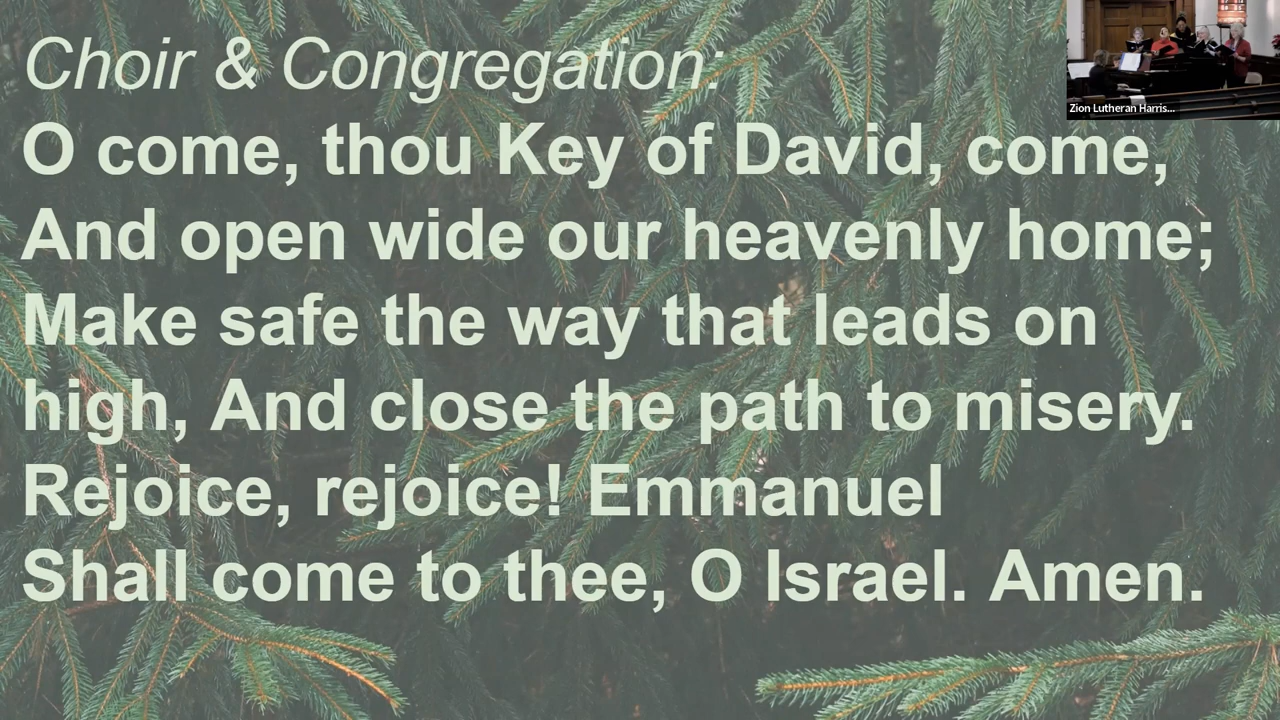 Choir & Congregation:
O come, thou Key of David, come,
And open wide our heavenly home;
Make safe the way that leads on
high, And close the path to misery.
Rejoice, rejoice! Emmanuel
Shall come to thee, O Israel. Amen.
Zion Lutheran Harris...